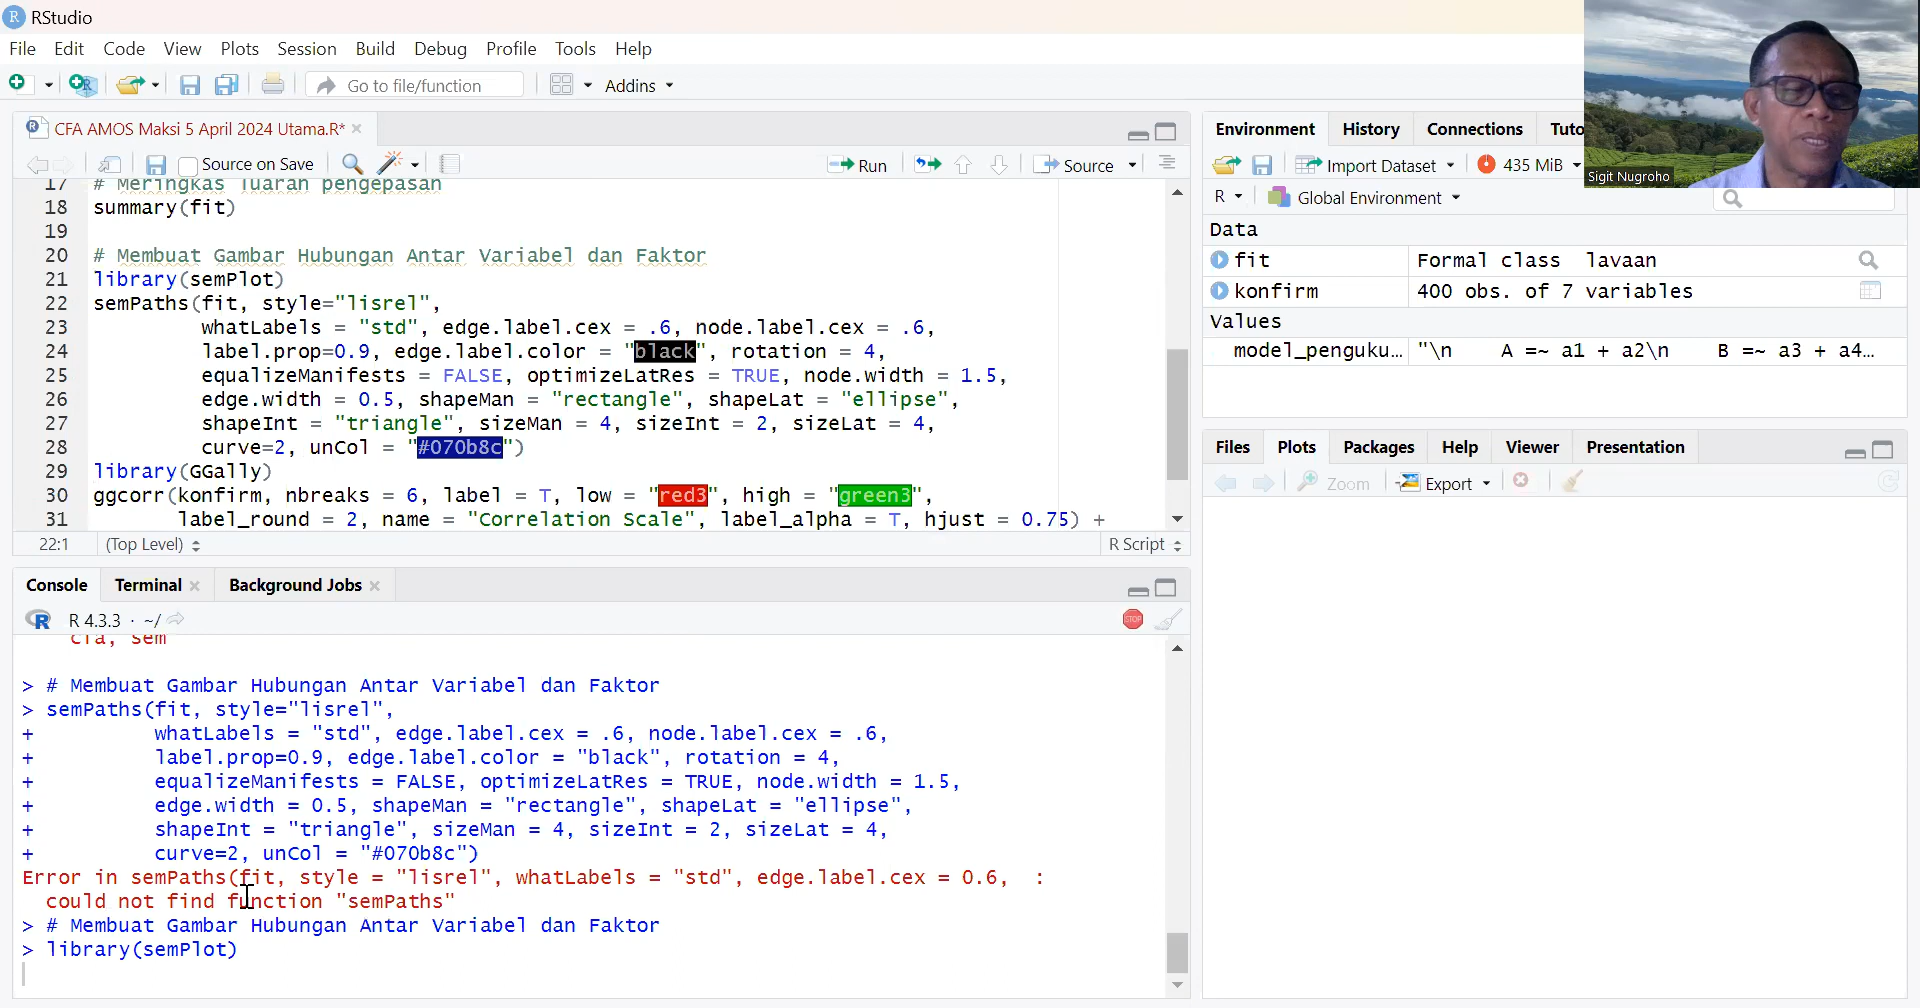 RStudio
File Edit Code View Plots Session Build Debug Profile Tools Help
Go to file/function Addins
CFA AMOS Maksi 5 April 2024 Utama.R*
Source on Save Run Source
17 # Meringkas luaran pengepasan
18 summary(fit)
19
20 # Membuat Gambar Hubungan Antar Variabel dan Faktor
21 library(semPlot)
22 semPaths(fit, style="lisrel",
23 whatLabels = "std", edge.label.cex = .6, node.label.cex = .6,
24 label.prop=0.9, edge.label.color = "black", rotation = 4,
25 equalizeManifests = FALSE, optimizeLatRes = TRUE, node.width = 1.5,
26 edge.width = 0.5, shapeMan = "rectangle", shapeLat = "ellipse",
27 shapeInt = "triangle", sizeMan = 4, sizeInt = 2, sizeLat = 4,
28 curve=2, unCol = "#070b8c")
29 library(GGally)
30 ggcorr(konfirm, nbreaks = 6, label = T, low = "red3", high = "green3",
31 label_round = 2, name = "Correlation Scale", label_alpha = T, hjust = 0.75) +
22:1 (Top Level) R Script
Console Terminal Background Jobs
R 4.3.3 · ~/
STOP
cfa, sem
> # Membuat Gambar Hubungan Antar Variabel dan Faktor
> semPaths(fit, style="lisrel",
+ whatLabels = "std", edge.label.cex = .6, node.label.cex = .6,
+ label.prop=0.9, edge.label.color = "black", rotation = 4,
+ equalizeManifests = FALSE, optimizeLatRes = TRUE, node.width = 1.5,
+ edge.width = 0.5, shapeMan = "rectangle", shapeLat = "ellipse",
+ shapeInt = "triangle", sizeMan = 4, sizeInt = 2, sizeLat = 4,
+ curve=2, unCol = "#070b8c")
Error in semPaths(fit, style = "lisrel", whatLabels = "std", edge.label.cex = 0.6, :
could not find function "semPaths"
> # Membuat Gambar Hubungan Antar Variabel dan Faktor
> library(semPlot)
Environment History Connections Tuto
Import Dataset 435 MiB
R Global Environment
Data
fit Formal class lavaan
konfirm 400 obs. of 7 variables
Values
model_penguku… "\n A =~ a1 + a2\n B =~ a3 + a4…
Files Plots Packages Help Viewer Presentation
Zoom Export
Sigit Nugroho